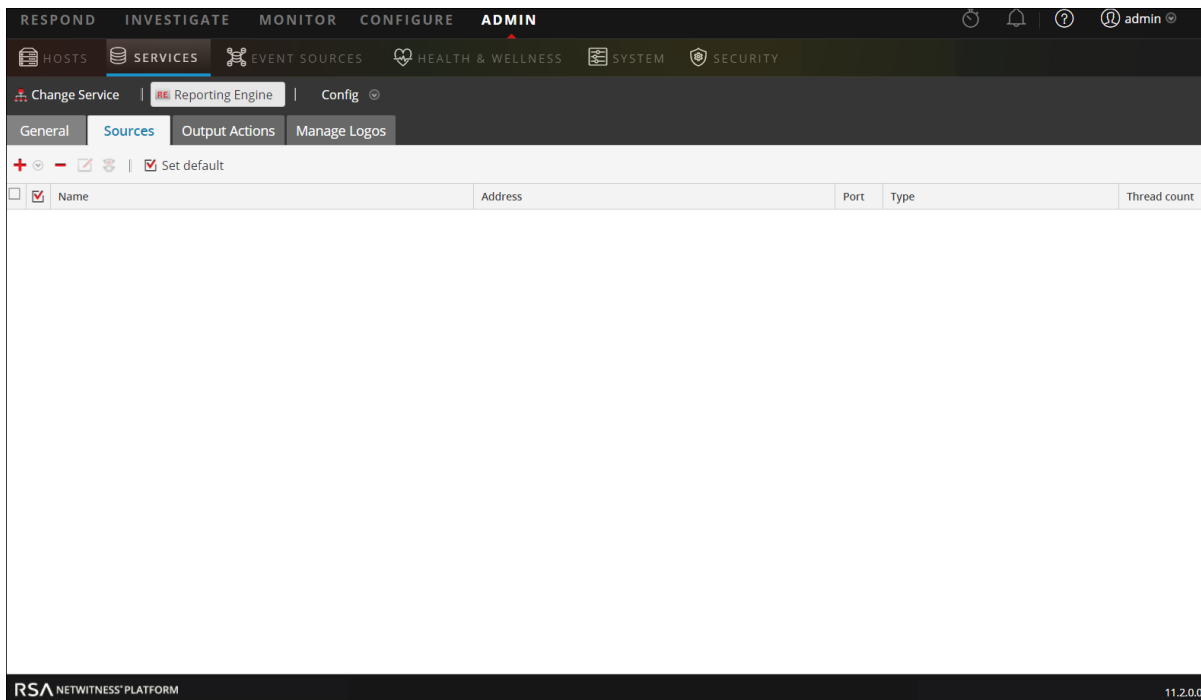 RESPOND INVESTIGATE MONITOR CONFIGURE ADMIN ? admin
HOSTS SERVICES EVENT SOURCES HEALTH & WELLNESS SYSTEM SECURITY
Change Service | RE Reporting Engine | Config
General Sources Output Actions Manage Logos
Set default
Name Address Port Type Thread count
RSA NETWITNESS® PLATFORM 11.2.0.0